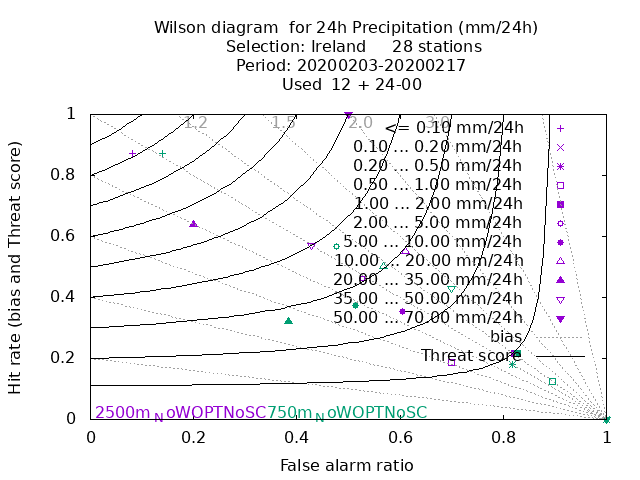 Wilson diagram  for 24h Precipitation (mm/24h)
Selection: Ireland     28 stations
Period: 20200203-20200217
Used  12 + 24-00
Hit rate (bias and Threat score)
1
0.8
0.6
0.4
0.2
0
1.2
1.5
2.0
3.0
<= 0.10 mm/24h
0.10 ... 0.20 mm/24h
0.20 ... 0.50 mm/24h
0.50 ... 1.00 mm/24h
1.00 ... 2.00 mm/24h
2.00 ... 5.00 mm/24h
5.00 ... 10.00 mm/24h
10.00 ... 20.00 mm/24h
20.00 ... 35.00 mm/24h
35.00 ... 50.00 mm/24h
50.00 ... 70.00 mm/24h
bias
Threat score
2500m NoWOPTNoSC 750m NoWOPTNoSC
0 0.2 0.4 0.6 0.8 1
False alarm ratio